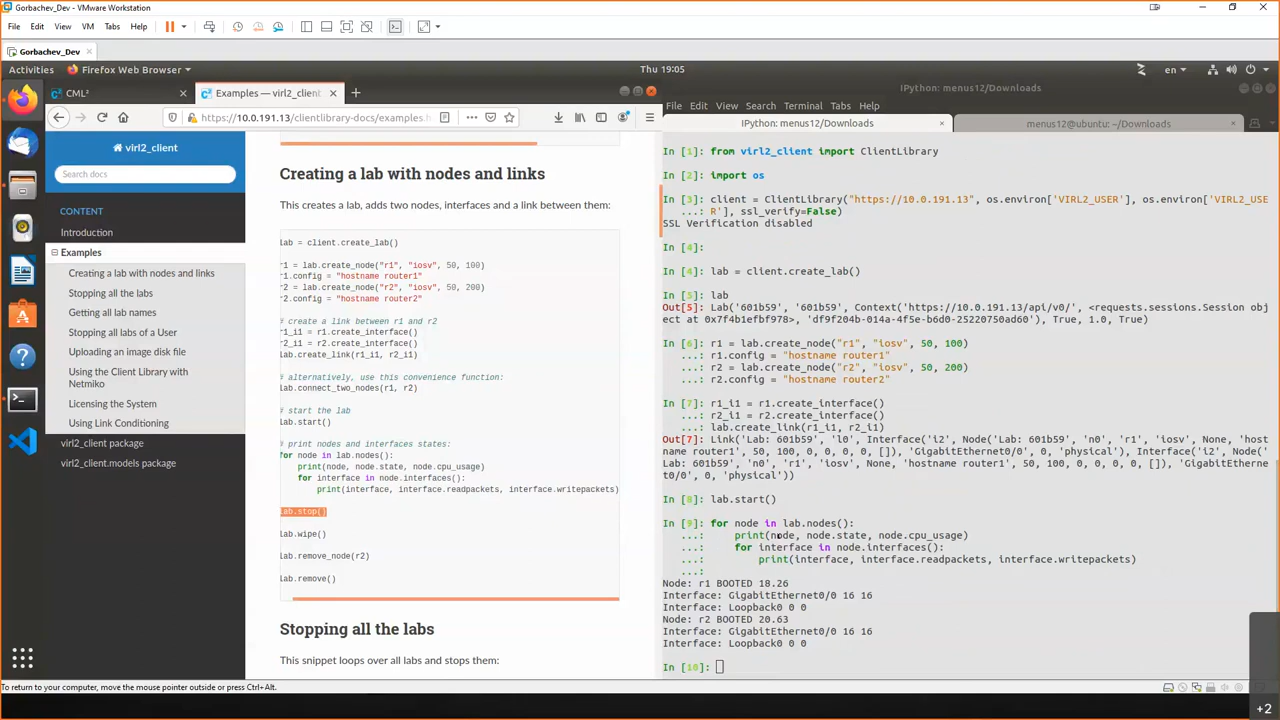 Gorbachev_Dev - VMware Workstation
File Edit View VM Tabs Help
Gorbachev_Dev
Activities Firefox Web Browser Thu 19:05 en
CML² Examples — virl2_client
https://10.0.191.13/clientlibrary-docs/examples.h
virl2_client
Search docs
CONTENT
Introduction
Examples
Creating a lab with nodes and links
Stopping all the labs
Getting all lab names
Stopping all labs of a User
Uploading an image disk file
Using the Client Library with
Netmiko
Licensing the System
Using Link Conditioning
virl2_client package
virl2_client.models package
Creating a lab with nodes and links
This creates a lab, adds two nodes, interfaces and a link between them:
lab = client.create_lab()
r1 = lab.create_node("r1", "iosv", 50, 100)
r1.config = "hostname router1"
r2 = lab.create_node("r2", "iosv", 50, 200)
r2.config = "hostname router2"
# create a link between r1 and r2
r1_i1 = r1.create_interface()
r2_i1 = r2.create_interface()
lab.create_link(r1_i1, r2_i1)
# alternatively, use this convenience function:
lab.connect_two_nodes(r1, r2)
# start the lab
lab.start()
# print nodes and interfaces states:
for node in lab.nodes():
print(node, node.state, node.cpu_usage)
for interface in node.interfaces():
print(interface, interface.readpackets, interface.writepackets)
lab.stop()
lab.wipe()
lab.remove_node(r2)
lab.remove()
Stopping all the labs
This snippet loops over all labs and stops them:
IPython: menus12/Downloads
File Edit View Search Terminal Tabs Help
IPython: menus12/Downloads menus12@ubuntu: ~/Downloads
In [1]: from virl2_client import ClientLibrary
In [2]: import os
In [3]: client = ClientLibrary("https://10.0.191.13", os.environ['VIRL2_USER'], os.environ['VIRL2_USE
...: R'], ssl_verify=False)
SSL Verification disabled
In [4]:
In [4]: lab = client.create_lab()
In [5]: lab
Out[5]: Lab('601b59', '601b59', Context('https://10.0.191.13/api/v0/', <requests.sessions.Session obj
ect at 0x7f4b1efbf978>, 'df9f204b-014a-4f5e-b6d0-25220750ad60'), True, 1.0, True)
In [6]: r1 = lab.create_node("r1", "iosv", 50, 100)
...: r1.config = "hostname router1"
...: r2 = lab.create_node("r2", "iosv", 50, 200)
...: r2.config = "hostname router2"
In [7]: r1_i1 = r1.create_interface()
...: r2_i1 = r2.create_interface()
...: lab.create_link(r1_i1, r2_i1)
Out[7]: Link('Lab: 601b59', 'l0', Interface('i2', Node('Lab: 601b59', 'n0', 'r1', 'iosv', None, 'host
name router1', 50, 100, 0, 0, 0, 0, []), 'GigabitEthernet0/0', 0, 'physical'), Interface('i2', Node('
Lab: 601b59', 'n0', 'r1', 'iosv', None, 'hostname router1', 50, 100, 0, 0, 0, 0, []), 'GigabitEtherne
t0/0', 0, 'physical'))
In [8]: lab.start()
In [9]: for node in lab.nodes():
...: print(node, node.state, node.cpu_usage)
...: for interface in node.interfaces():
...: print(interface, interface.readpackets, interface.writepackets)
...:
Node: r1 BOOTED 18.26
Interface: GigabitEthernet0/0 16 16
Interface: Loopback0 0 0
Node: r2 BOOTED 20.63
Interface: GigabitEthernet0/0 16 16
Interface: Loopback0 0 0
In [10]:
To return to your computer, move the mouse pointer outside or press Ctrl+Alt.
+2